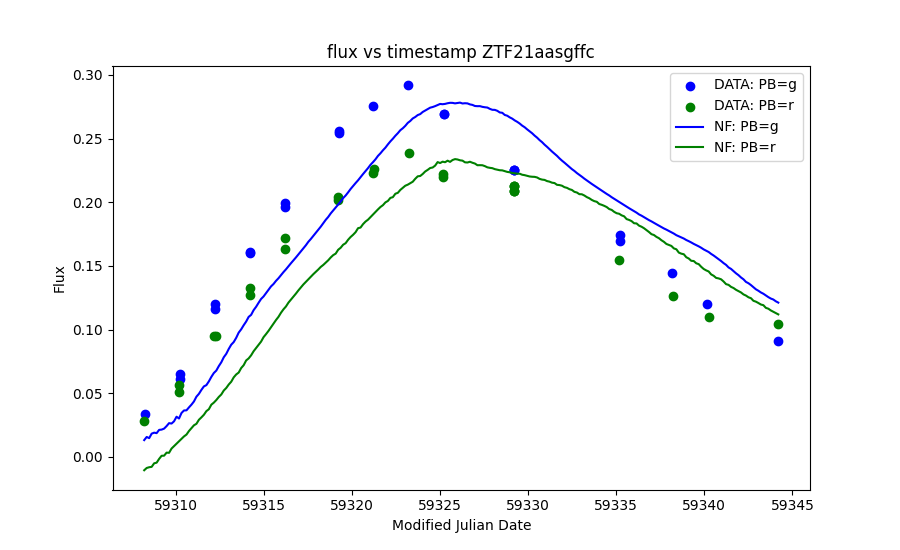 flux vs timestamp ZTF21aasgffc
0.30
0.25
0.20
0.15
0.10
0.05
0.00
Flux
DATA: PB=g
DATA: PB=r
NF: PB=g
NF: PB=r
59310 59315 59320 59325 59330 59335 59340 59345
Modified Julian Date